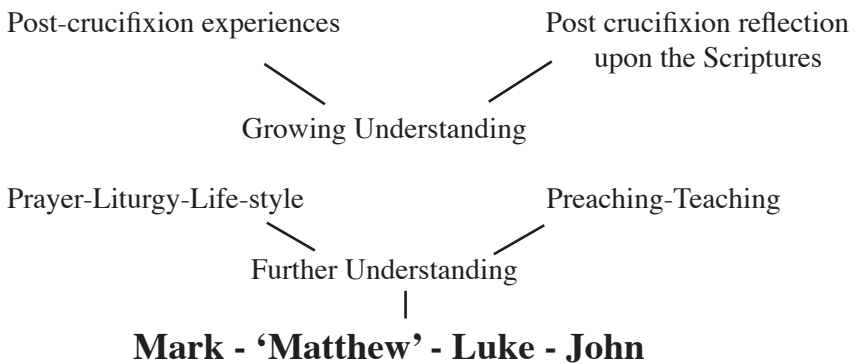 Post-crucifixion experiences
Post crucifixion reflection
upon the Scriptures
Growing Understanding
Prayer-Liturgy-Life-style
Preaching-Teaching
Further Understanding
Mark - ‘Matthew’ - Luke - John